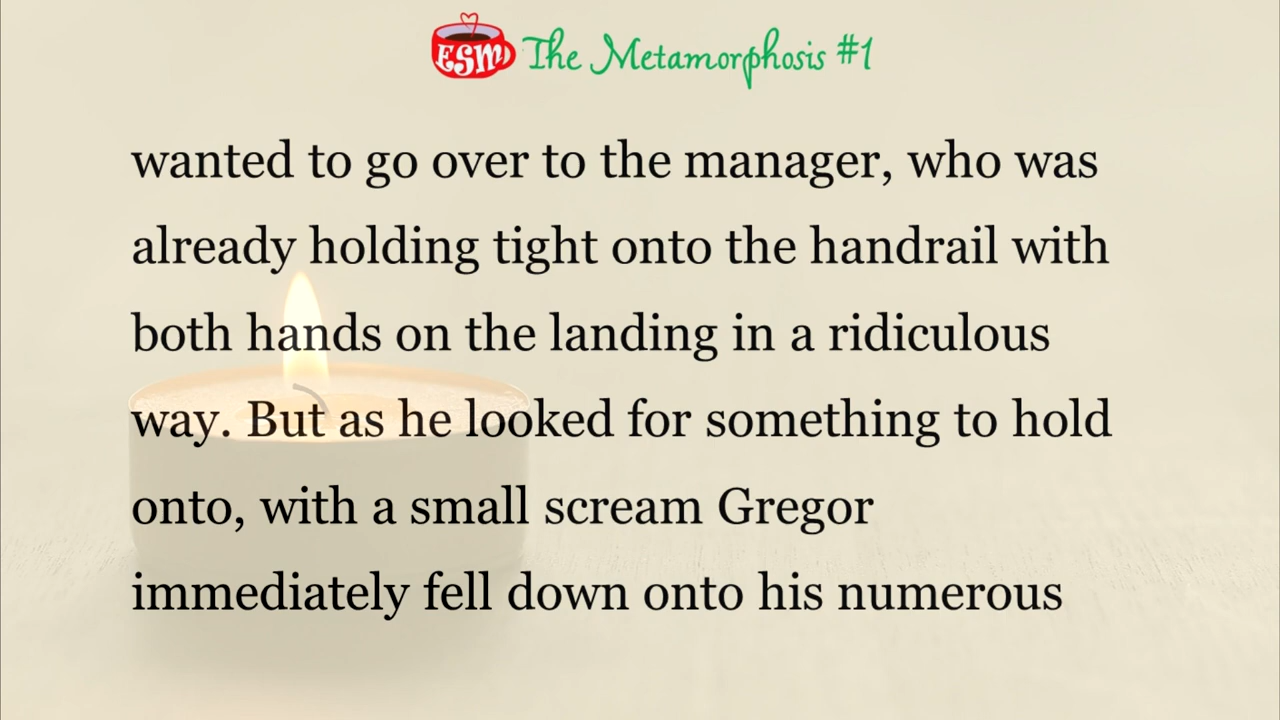 ESM The Metamorphosis #1
wanted to go over to the manager, who was
already holding tight onto the handrail with
both hands on the landing in a ridiculous
way. But as he looked for something to hold
onto, with a small scream Gregor
immediately fell down onto his numerous